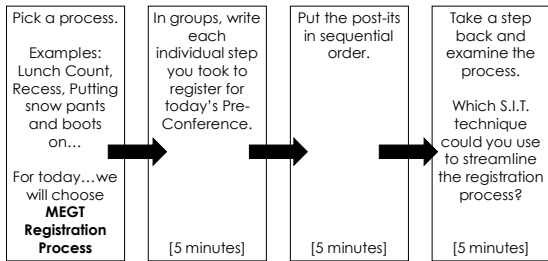 Pick a process.
Examples:
Lunch Count,
Recess, Putting
snow pants
and boots
on…
For today…we
will choose
MEGT
Registration
Process
In groups, write
each
individual step
you took to
register for
today's Pre-
Conference.
[5 minutes]
Put the post-its
in sequential
order.
[5 minutes]
Take a step
back and
examine the
process.
Which S.I.T.
technique
could you use
to streamline
the registration
process?
[5 minutes]